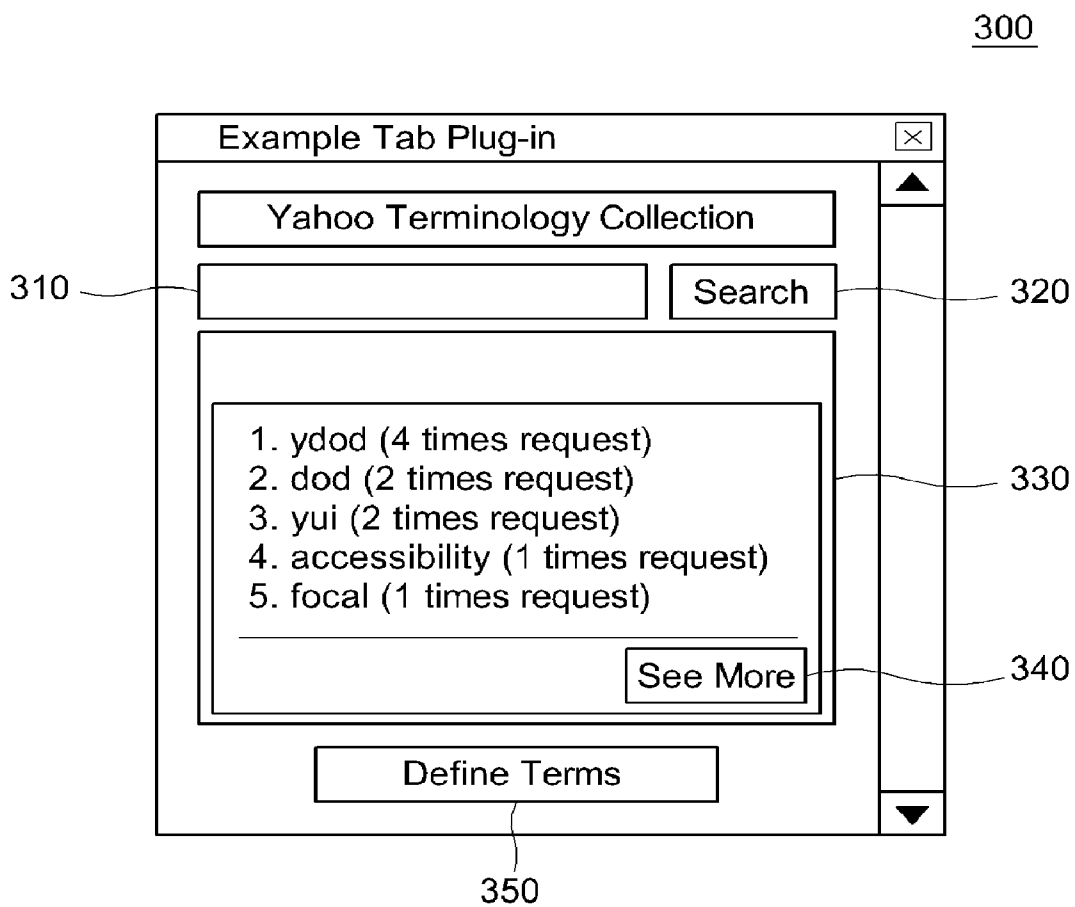 300
Example Tab Plug-in
Yahoo Terminology Collection
310
Search
320
1. ydod (4 times request)
2. dod (2 times request)
3. yui (2 times request)
4. accessibility (1 times request)
5. focal (1 times request)
330
See More
340
Define Terms
350